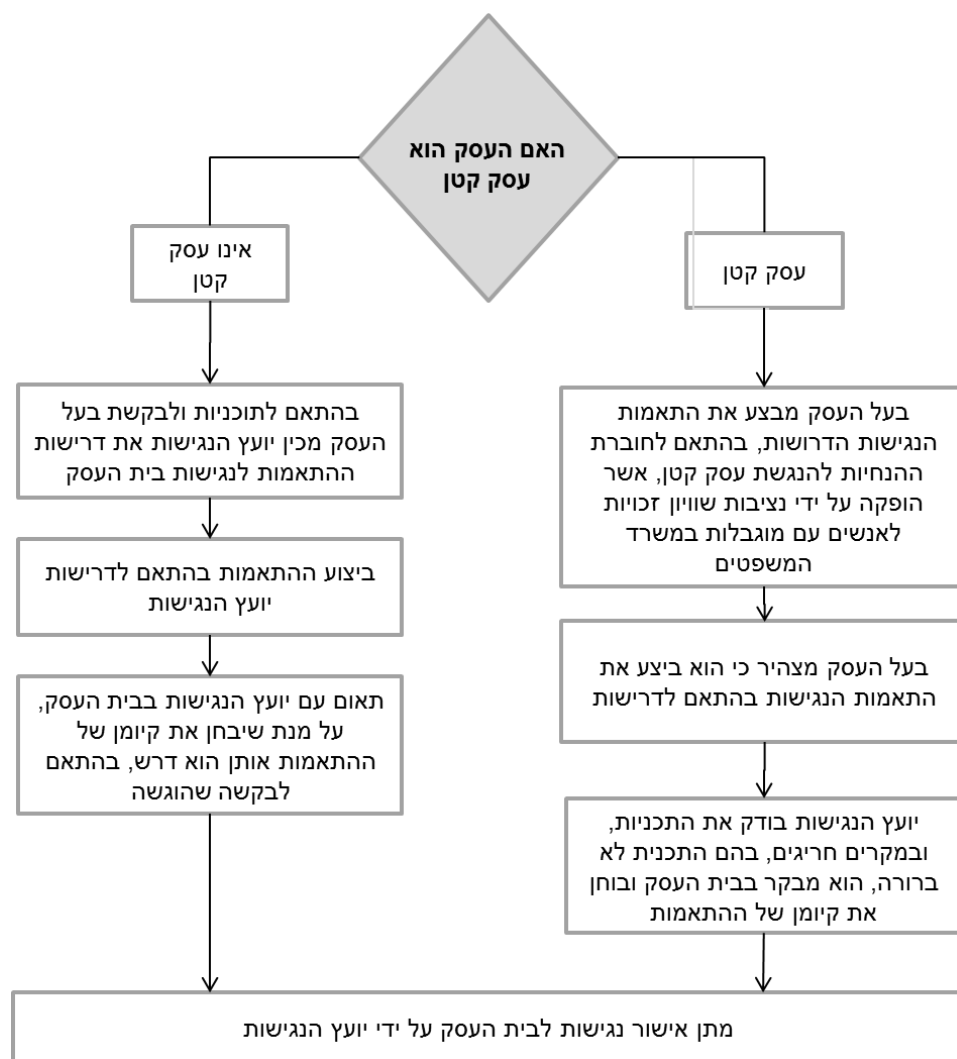 האם העסק הוא
עסק קטן
עסק קטן
אינו עסק
קטן
בעל העסק מבצע את התאמות
הנגישות הדרושות, בהתאם לחוברת
ההנחיות להנגשת עסק קטן, אשר
הופקה על ידי נציבות שוויון זכויות
לאנשים עם מוגבלות במשרד
המשפטים
בעל העסק מצהיר כי הוא ביצע את
התאמות הנגישות בהתאם לדרישות
יועץ הנגישות בודק את התכניות,
ובמקרים חריגים, בהם התכנית לא
ברורה, הוא מבקר בבית העסק ובוחן
את קיומן של ההתאמות
בהתאם לתוכניות ולבקשת בעל
העסק מכין יועץ הנגישות את דרישות
ההתאמות לנגישות בית העסק
ביצוע ההתאמות בהתאם לדרישות
יועץ הנגישות
תאום עם יועץ הנגישות בבית העסק,
על מנת שיבחן את קיומן של
ההתאמות אותן הוא דרש, בהתאם
לבקשה שהוגשה
מתן אישור נגישות לבית העסק על ידי יועץ הנגישות